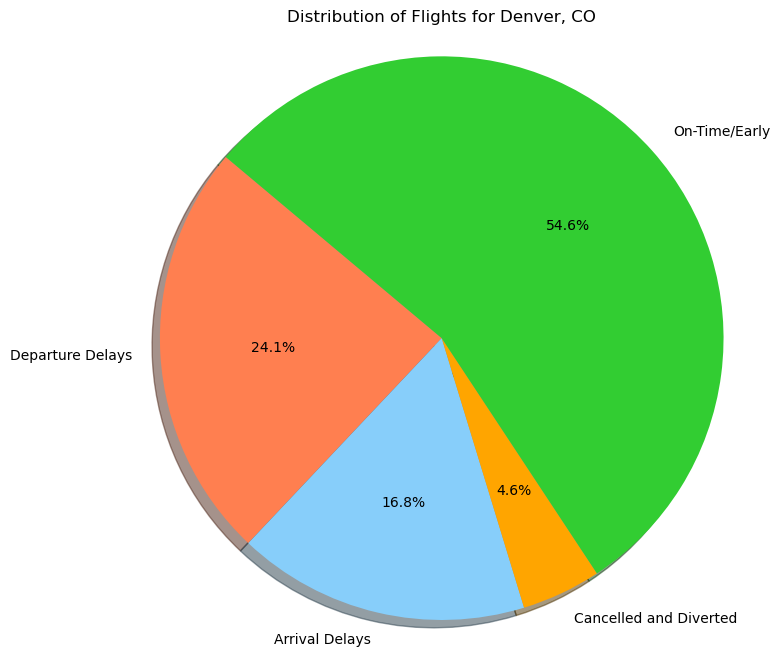 Distribution of Flights for Denver, CO
On-Time/Early
54.6%
Departure Delays
24.1%
16.8%
4.6%
Cancelled and Diverted
Arrival Delays